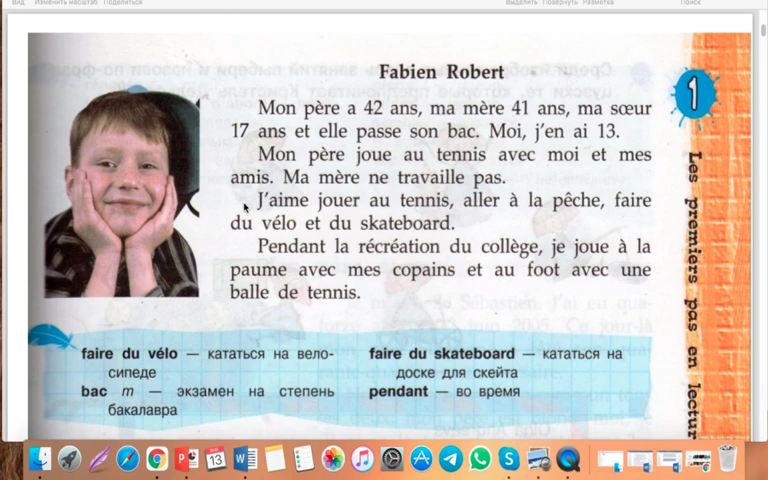 Вид Изменить масштаб Поделиться Выделить Повернуть Разметка Поиск
Fabien Robert
Mon père a 42 ans, ma mère 41 ans, ma sœur
17 ans et elle passe son bac. Moi, j'en ai 13.
Mon père joue au tennis avec moi et mes
amis. Ma mère ne travaille pas.
J'aime jouer au tennis, aller à la pêche, faire
du vélo et du skateboard.
Pendant la récréation du collège, je joue à la
paume avec mes copains et au foot avec une
balle de tennis.
faire du vélo — кататься на вело-
сипеде
bac m — экзамен на степень
бакалавра
faire du skateboard — кататься на
доске для скейта
pendant — во время
1
Les premiers pas en lectur
13